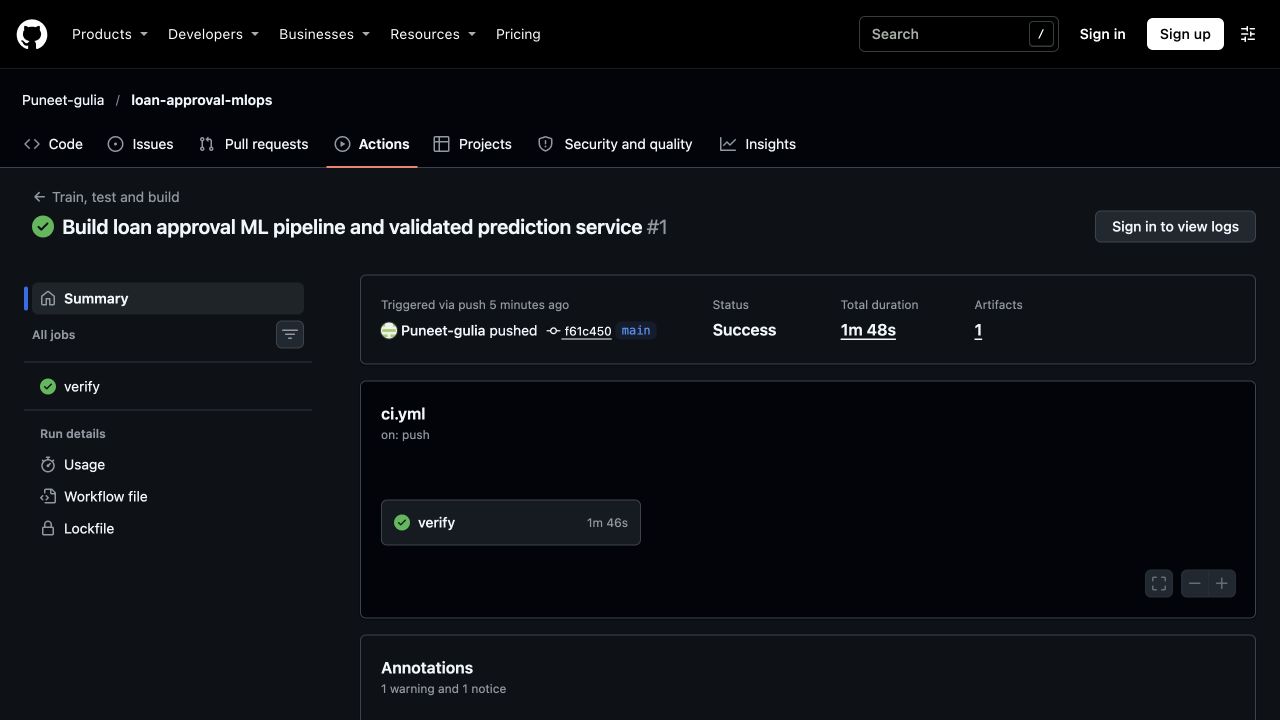 Products Developers Businesses Resources Pricing Search / Sign in Sign up
Puneet-gulia / loan-approval-mlops
Code Issues Pull requests Actions Projects Security and quality Insights
← Train, test and build
Build loan approval ML pipeline and validated prediction service #1
Sign in to view logs
Summary
All jobs
verify
Run details
Usage
Workflow file
Lockfile
Triggered via push 5 minutes ago
Puneet-gulia pushed f61c450 main
Status
Success
Total duration
1m 48s
Artifacts
1
ci.yml
on: push
verify 1m 46s
Annotations
1 warning and 1 notice